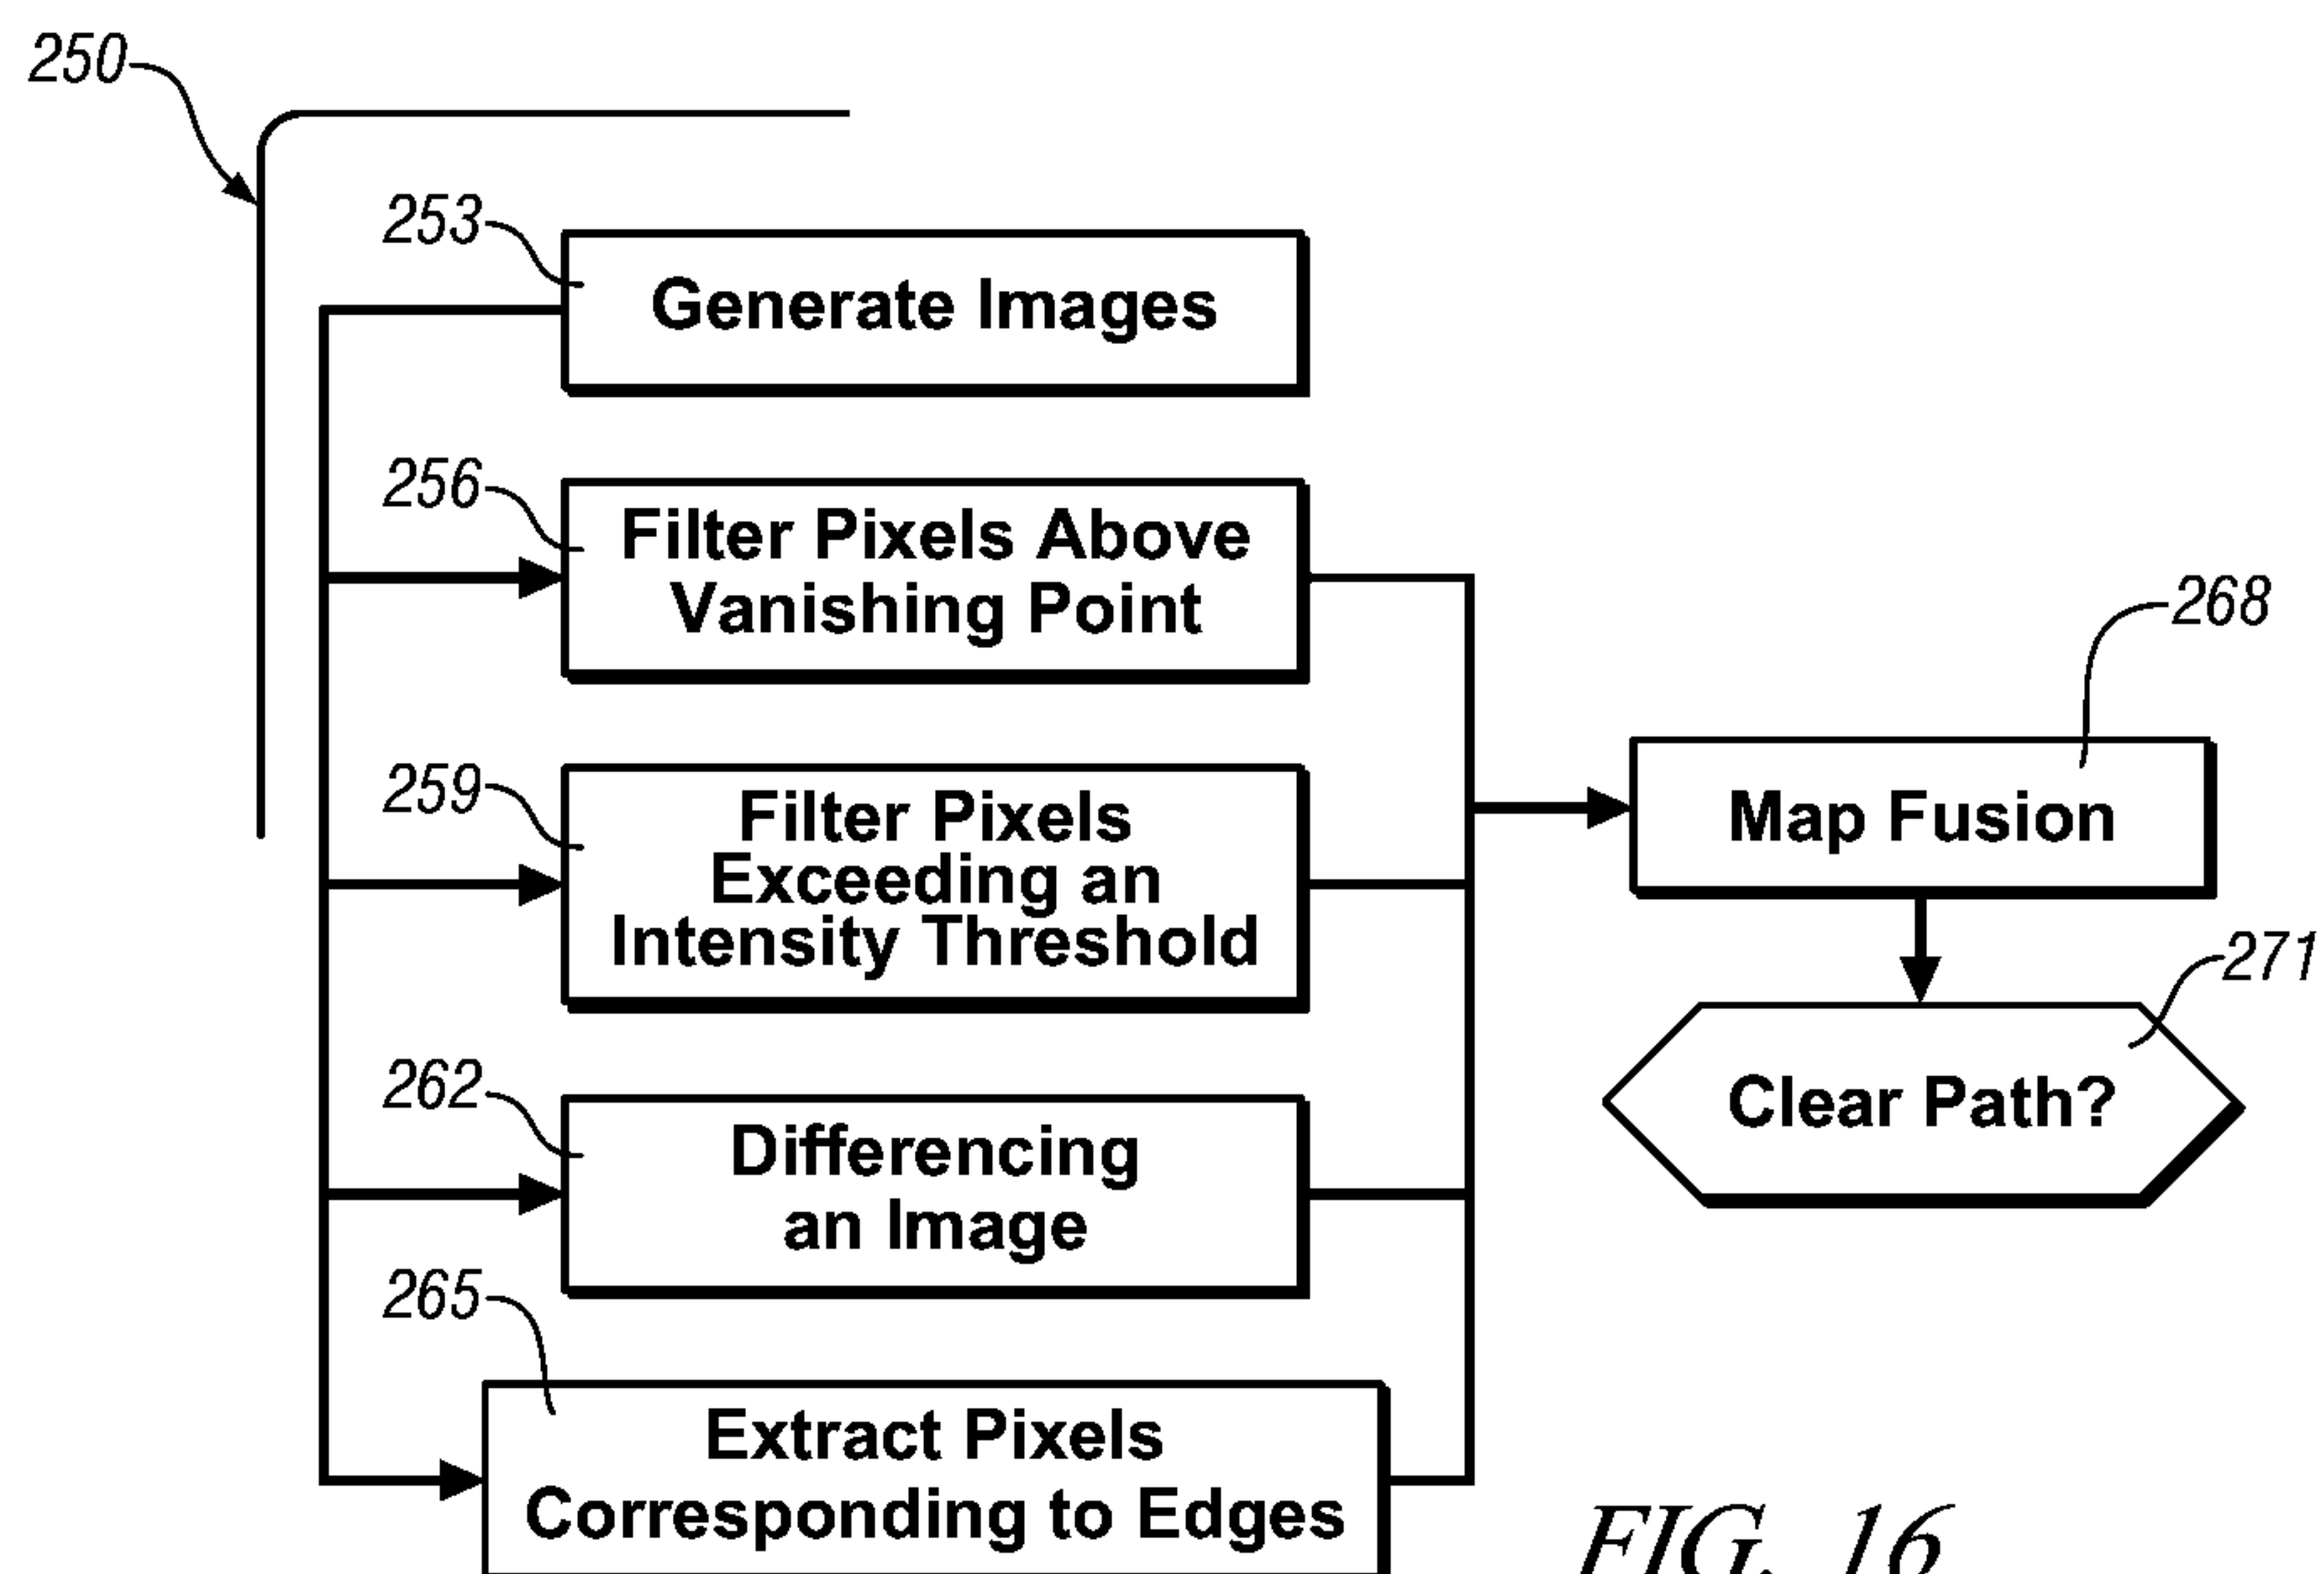 250
253
Generate Images
256
Filter Pixels Above
Vanishing Point
259
Filter Pixels
Exceeding an
Intensity Threshold
262
Differencing
an Image
265
Extract Pixels
Corresponding to Edges
268
Map Fusion
271
Clear Path?
FIG. 16